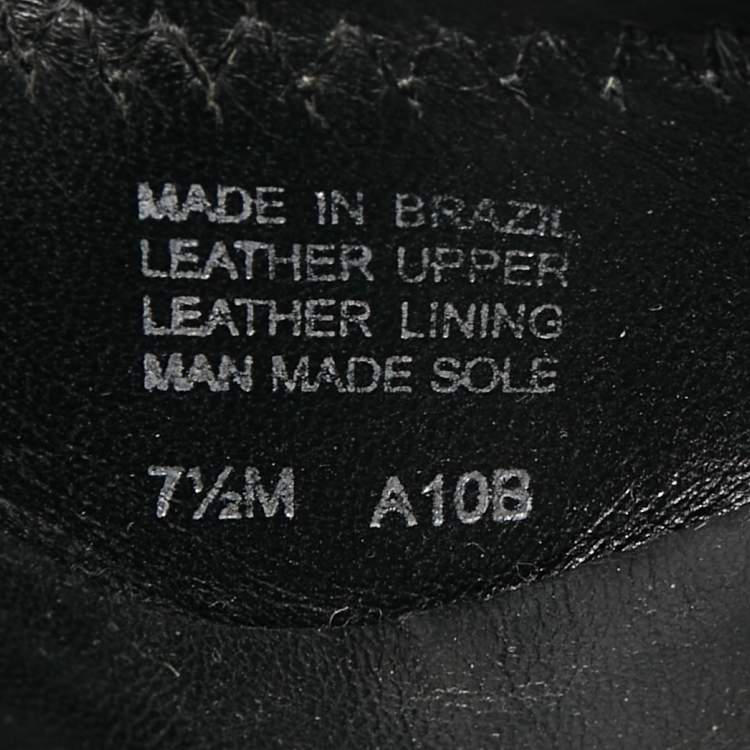 MADE IN BRAZIL
LEATHER UPPER
LEATHER LINING
MAN MADE SOLE
7½M A10B